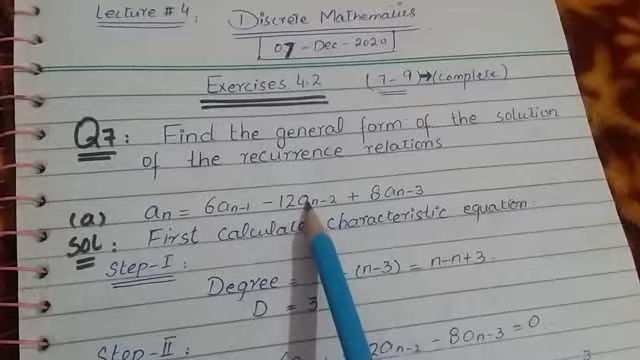 Lecture # 4: Discrete Mathematics
07 - Dec - 2020
Exercises 4.2 (7-9)→(complete)
Q7: Find the general form of the solution
of the recurrence relations
(a) an = 6an-1 - 12an-2 + 8an-3
Sol: First calculate characteristic equation
Step-I:
Degree = - (n-3) = n-n+3
D = 3
Step-II 2an-2 - 8an-3 = 0